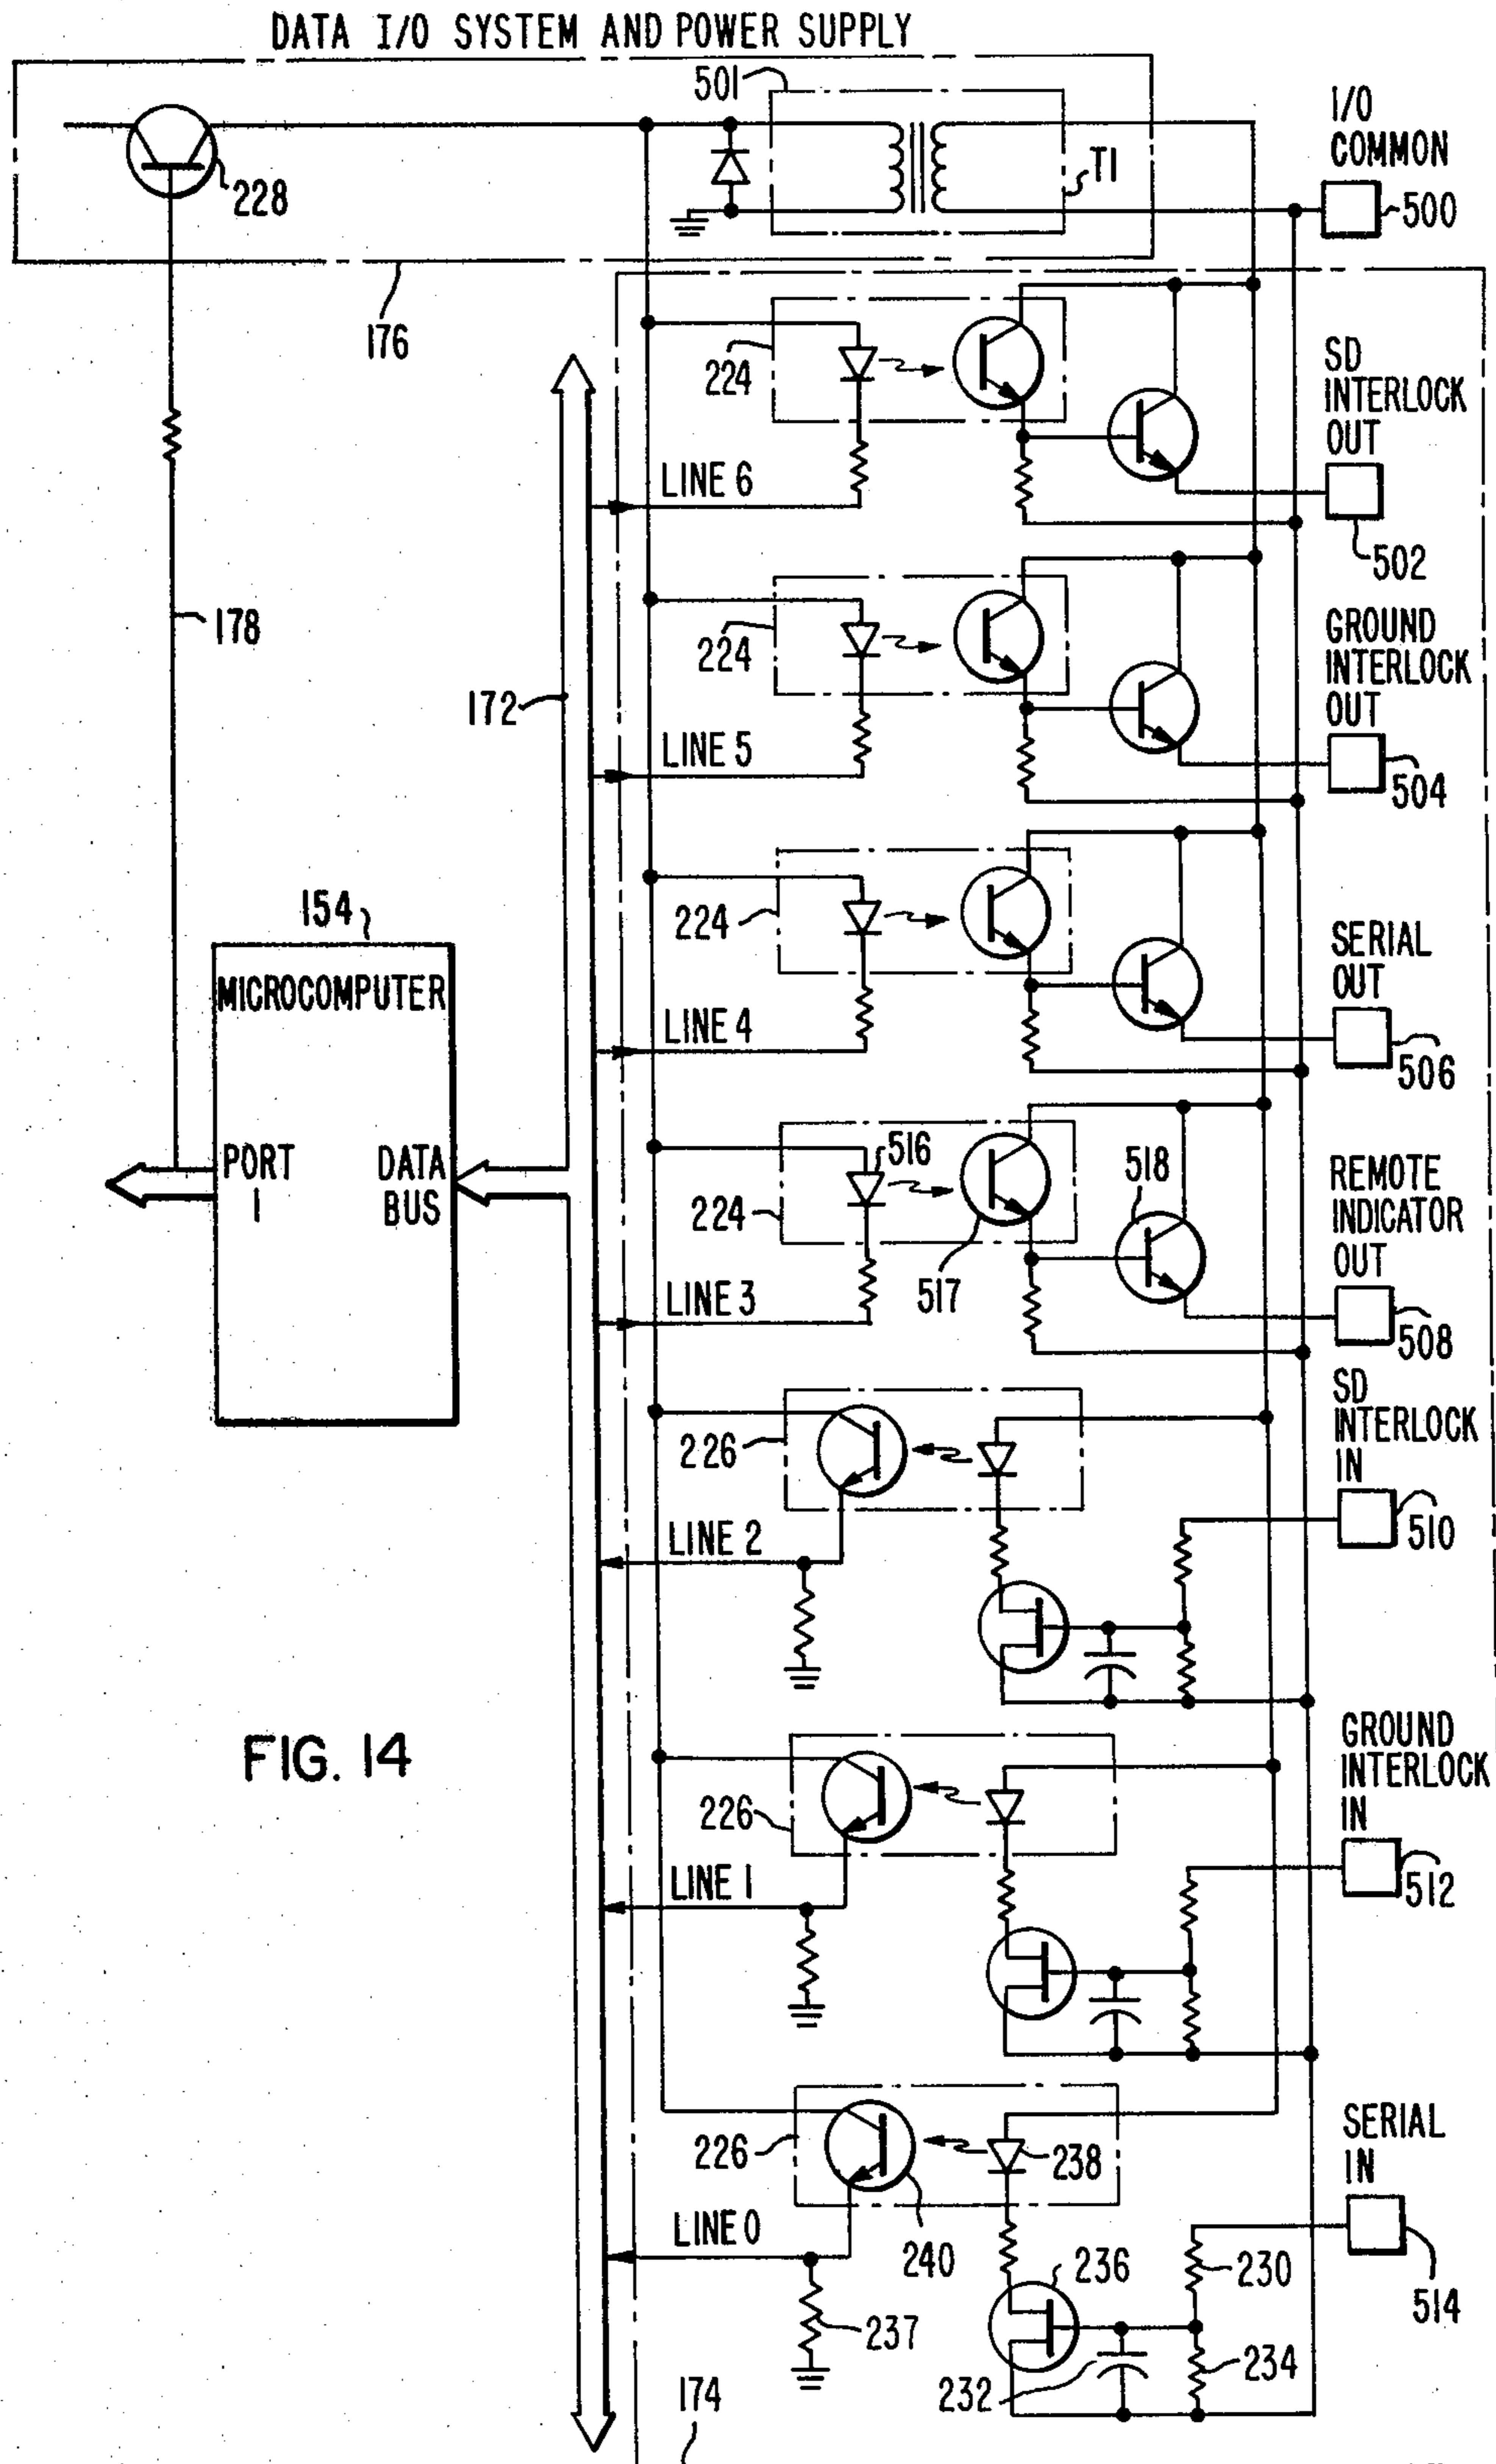 DATA I/O SYSTEM AND POWER SUPPLY
501
I/O
COMMON
T1
228
500
176
224
SD
INTERLOCK
OUT
LINE 6
502
178
224
GROUND
INTERLOCK
OUT
172
LINE 5
504
154
224
SERIAL
OUT
MICROCOMPUTER
LINE 4
506
PORT
1
DATA
BUS
516
518
224
REMOTE
INDICATOR
OUT
517
LINE 3
508
SD
INTERLOCK
IN
226
510
LINE 2
FIG. 14
GROUND
INTERLOCK
IN
226
512
LINE 1
226
238
SERIAL
IN
LINE 0
240
236
230
514
237
234
232
174